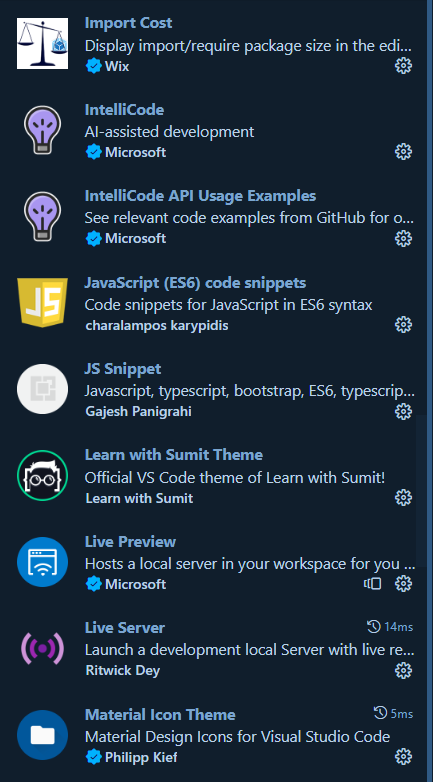 Import Cost
Display import/require package size in the edi...
Wix
IntelliCode
AI-assisted development
Microsoft
IntelliCode API Usage Examples
See relevant code examples from GitHub for o...
Microsoft
JS
JavaScript (ES6) code snippets
Code snippets for JavaScript in ES6 syntax
charalampos karypidis
JS Snippet
Javascript, typescript, bootstrap, ES6, typescrip...
Gajesh Panigrahi
Learn with Sumit Theme
Official VS Code theme of Learn with Sumit!
Learn with Sumit
Live Preview
Hosts a local server in your workspace for you ...
Microsoft
Live Server 14ms
Launch a development local Server with live re...
Ritwick Dey
Material Icon Theme 5ms
Material Design Icons for Visual Studio Code
Philipp Kief